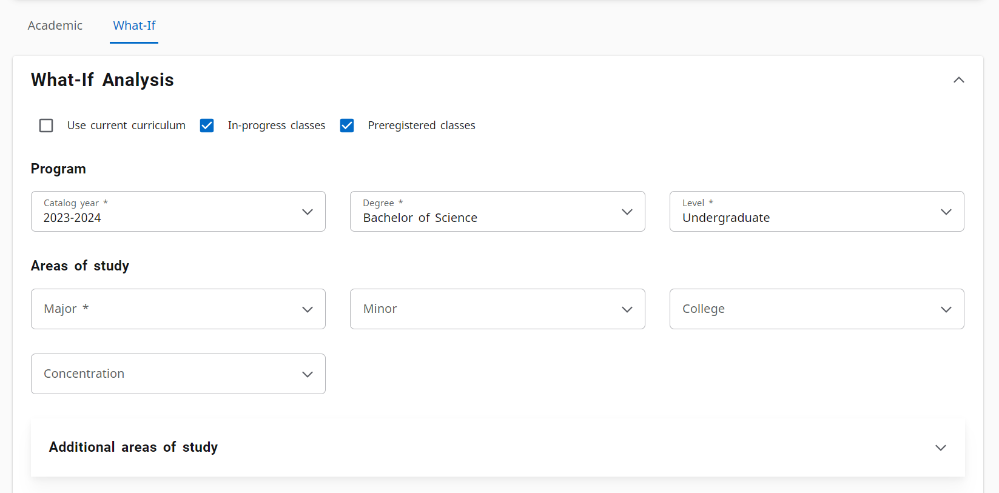 Academic What-If
What-If Analysis
Use current curriculum In-progress classes Preregistered classes
Program
Catalog year * Degree * Level *
2023-2024 Bachelor of Science Undergraduate
Areas of study
Major * Minor College
Concentration
Additional areas of study